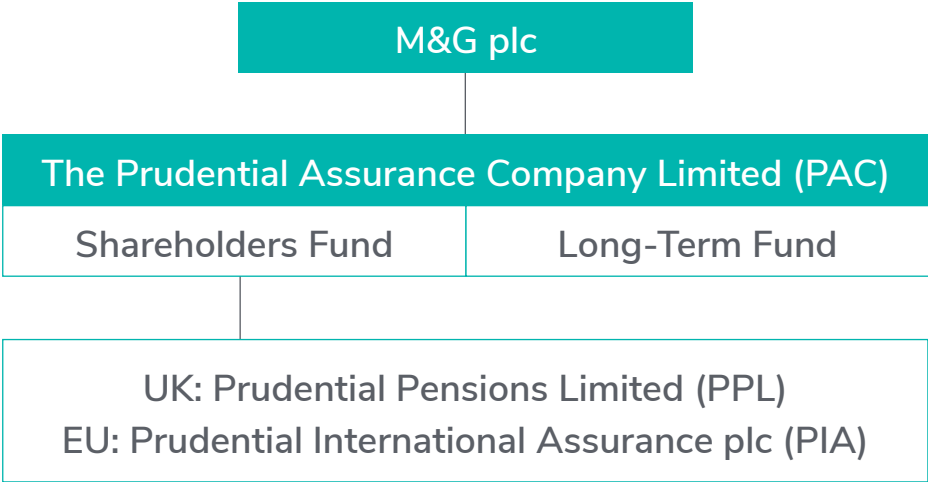 M&G plc
The Prudential Assurance Company Limited (PAC)
Shareholders Fund
Long-Term Fund
UK: Prudential Pensions Limited (PPL)
EU: Prudential International Assurance plc (PIA)